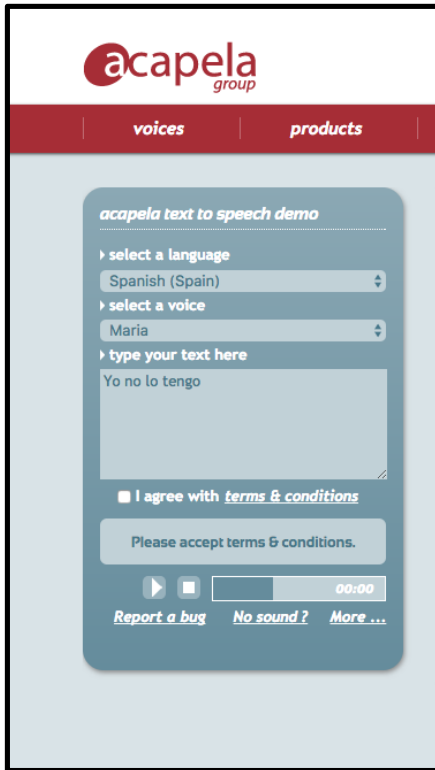 acapela
group
voices products
acapela text to speech demo
select a language
Spanish (Spain)
select a voice
Maria
type your text here
Yo no lo tengo
I agree with terms & conditions
Please accept terms & conditions.
00:00
Report a bug No sound ? More ...